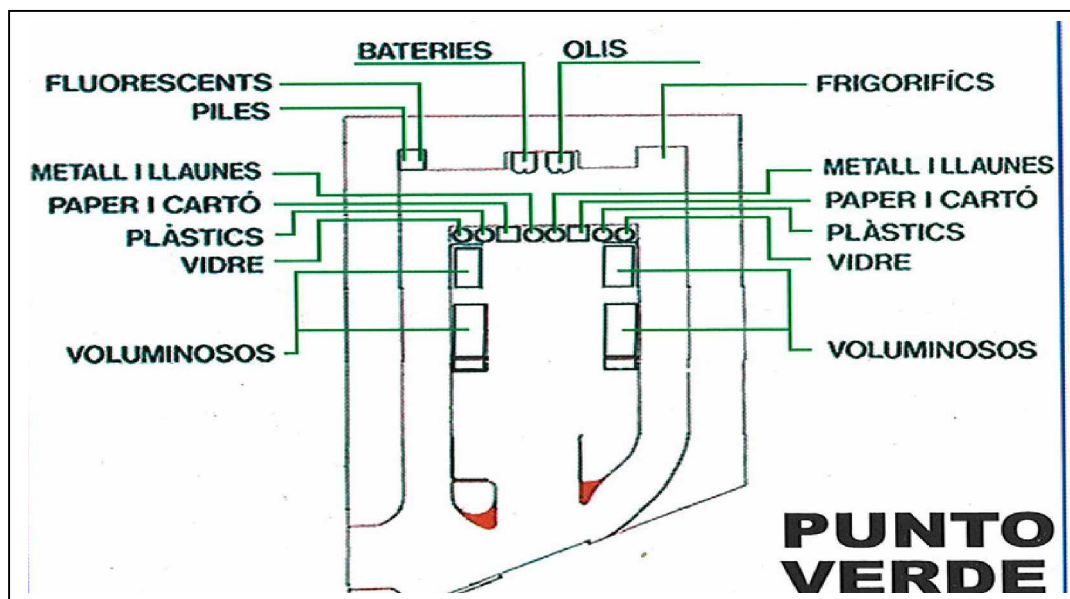 BATERIES
OLIS
FLUORESCENTS
PILES
FRIGORIFÍCS
METALL I LLAUNES
METALL I LLAUNES
PAPER I CARTÓ
PAPER I CARTÓ
PLÀSTICS
PLÀSTICS
VIDRE
VIDRE
VOLUMINOSOS
VOLUMINOSOS
PUNTO
VERDE